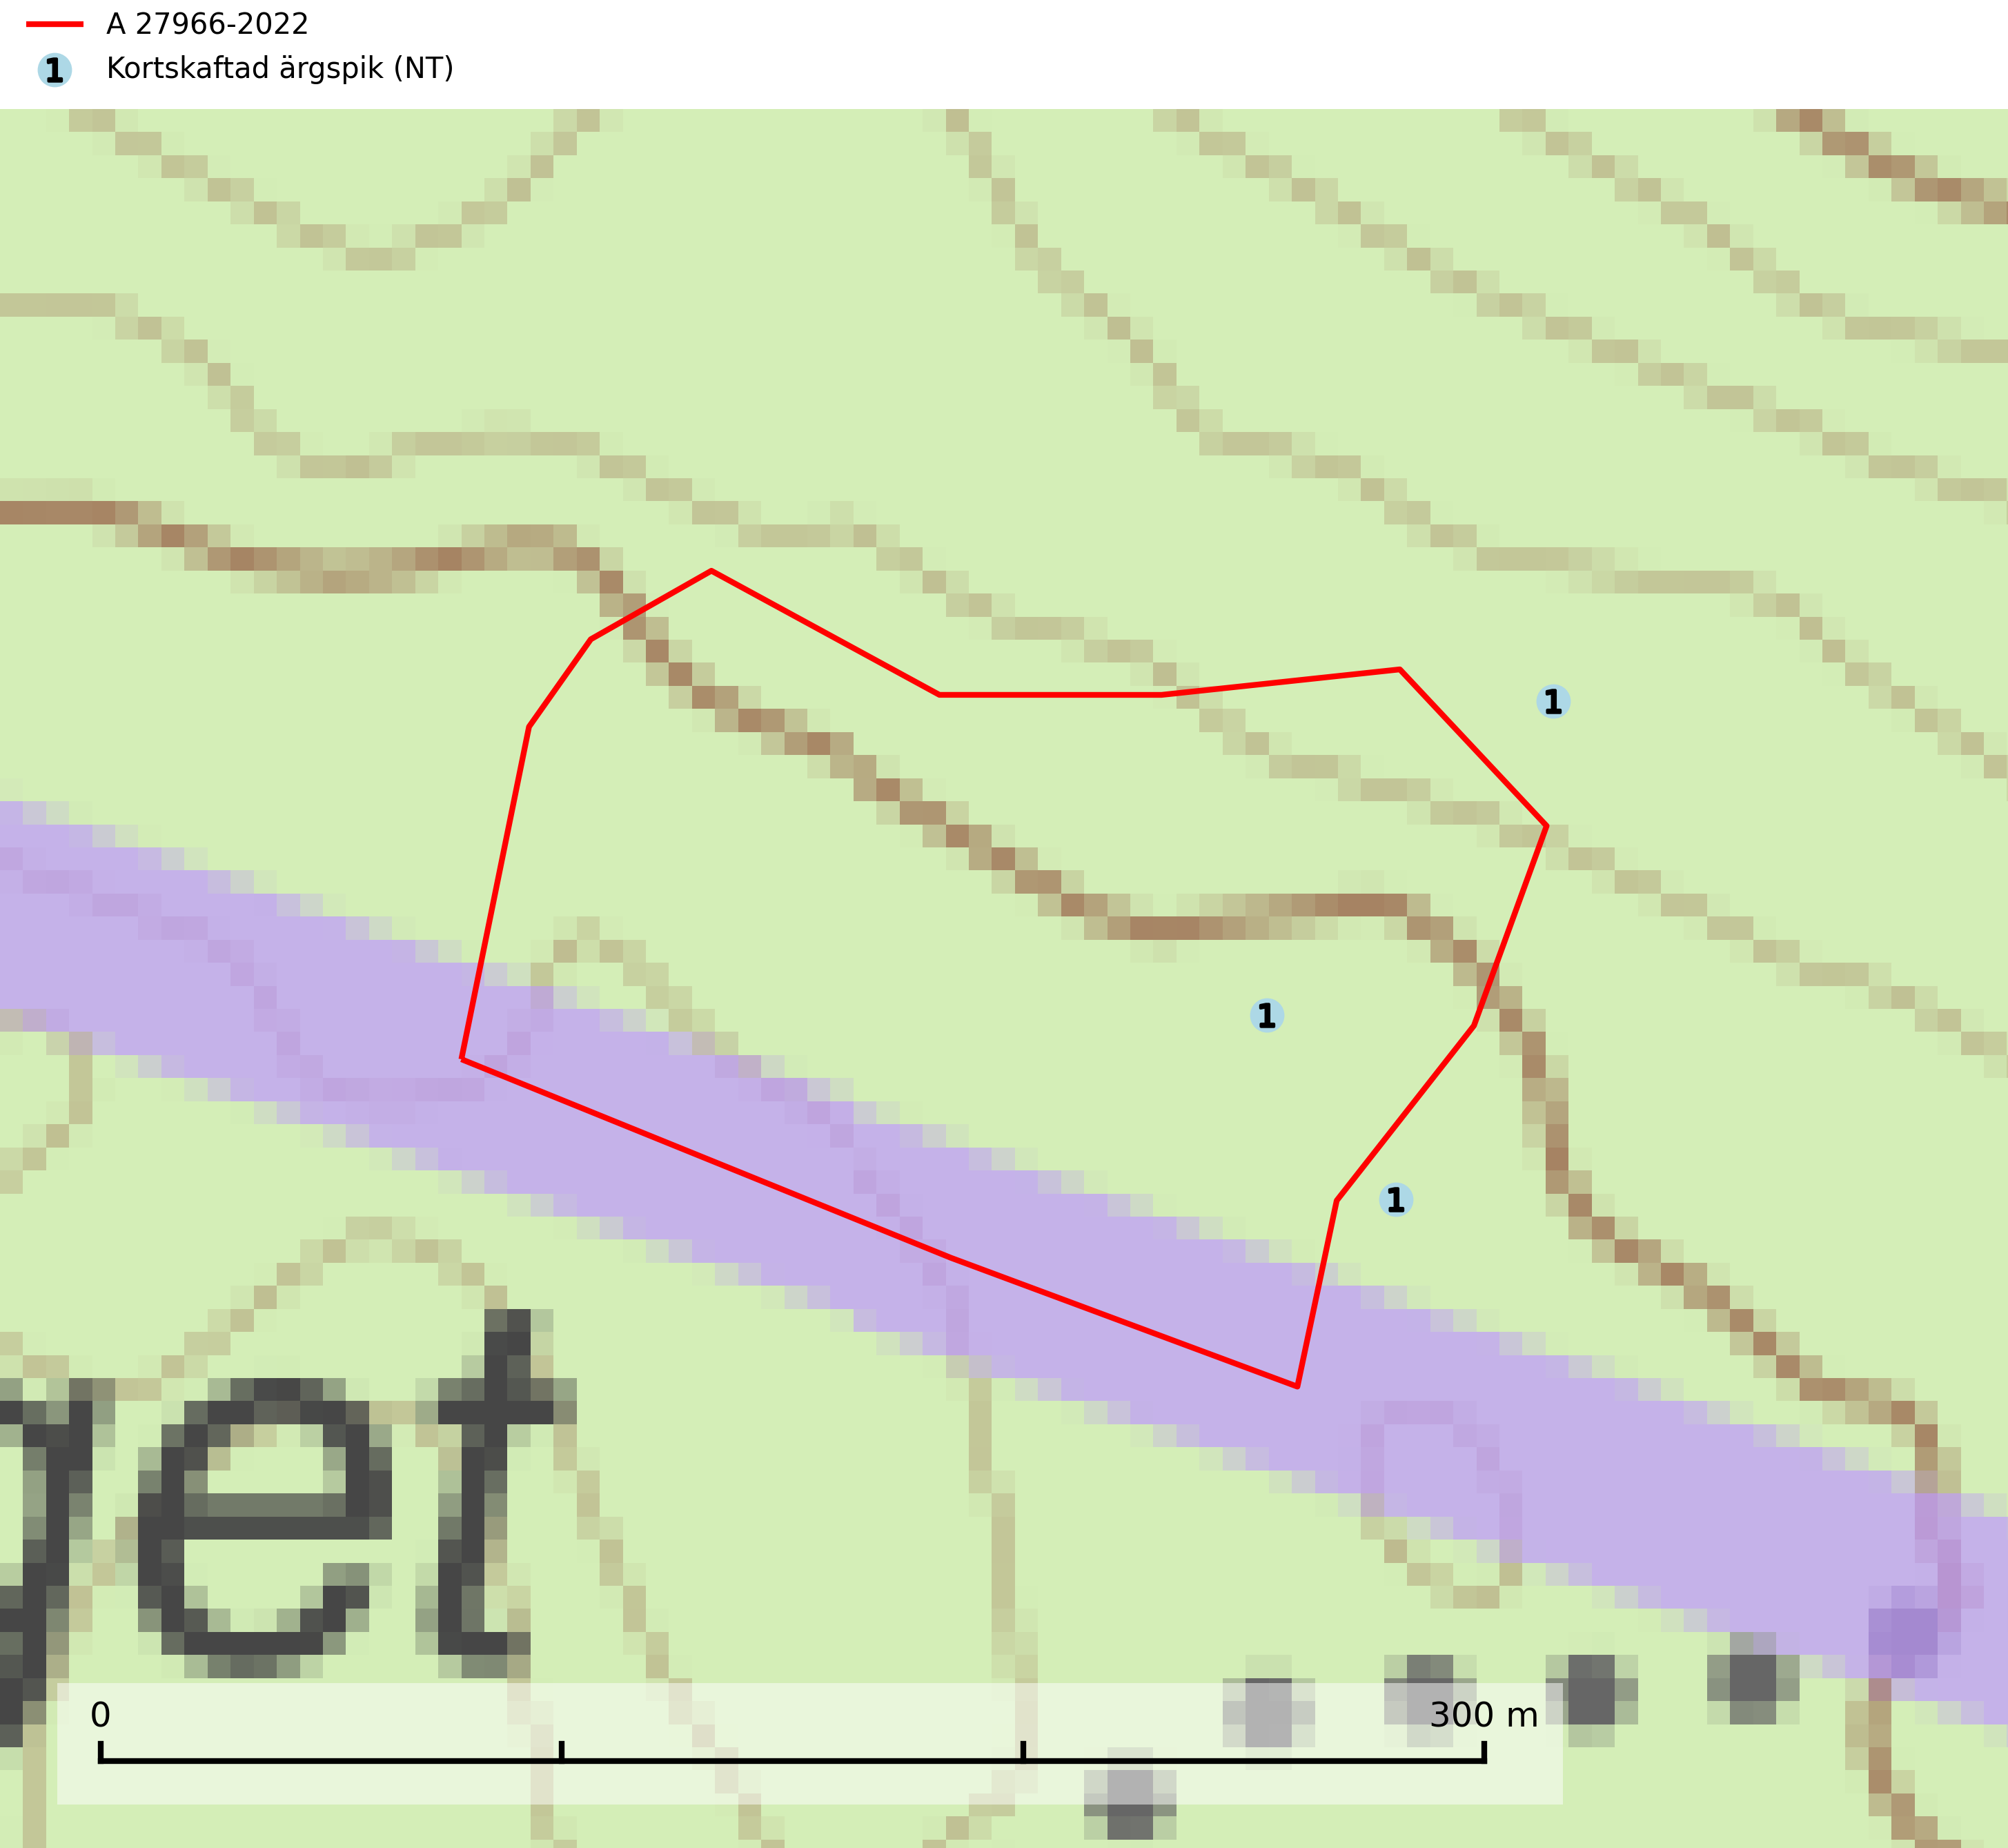 A 27966-2022
1 Kortskaftad ärgspik (NT)
1
1
1
et
0 300 m